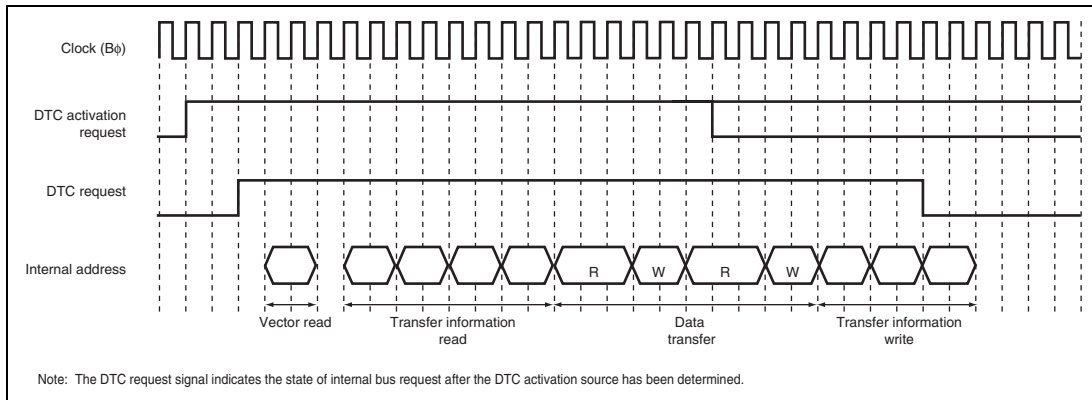 Clock (Bϕ)
DTC activation
request
DTC request
Internal address
R
W
R
W
Vector read
Transfer information
read
Data
transfer
Transfer information
write
Note: The DTC request signal indicates the state of internal bus request after the DTC activation source has been determined.